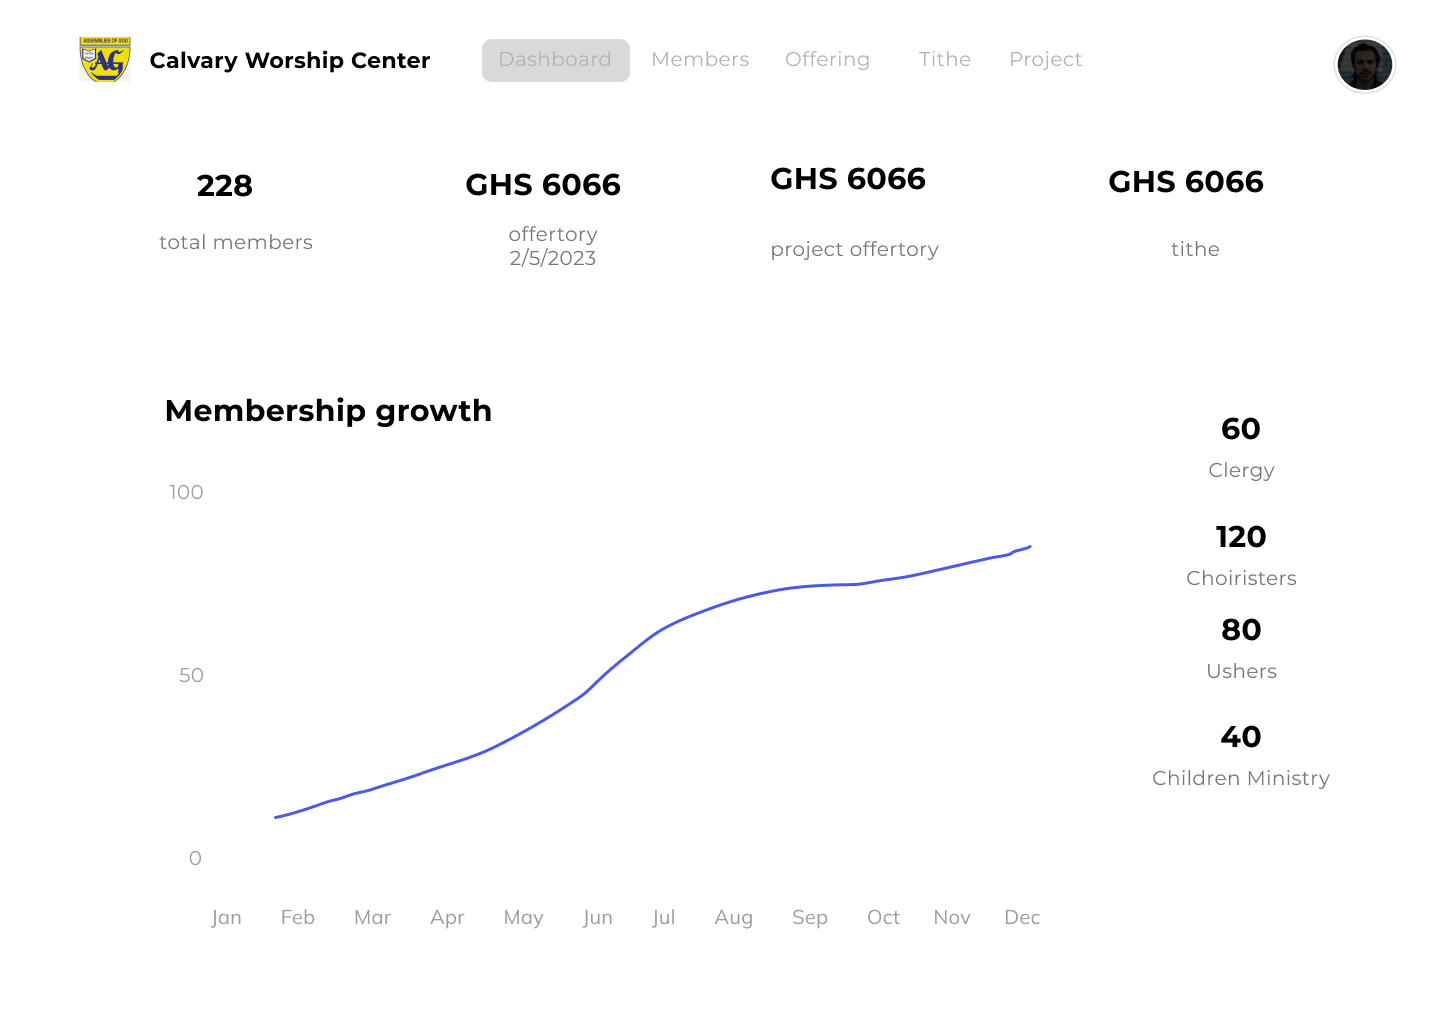 ASSEMBLIES OF GOD
AG
Calvary Worship Center
Dashboard
Members
Offering
Tithe
Project
228
total members
GHS 6066
offertory
2/5/2023
GHS 6066
project offertory
GHS 6066
tithe
Membership growth
100
50
0
Jan Feb Mar Apr May Jun Jul Aug Sep Oct Nov Dec
60
Clergy
120
Choiristers
80
Ushers
40
Children Ministry